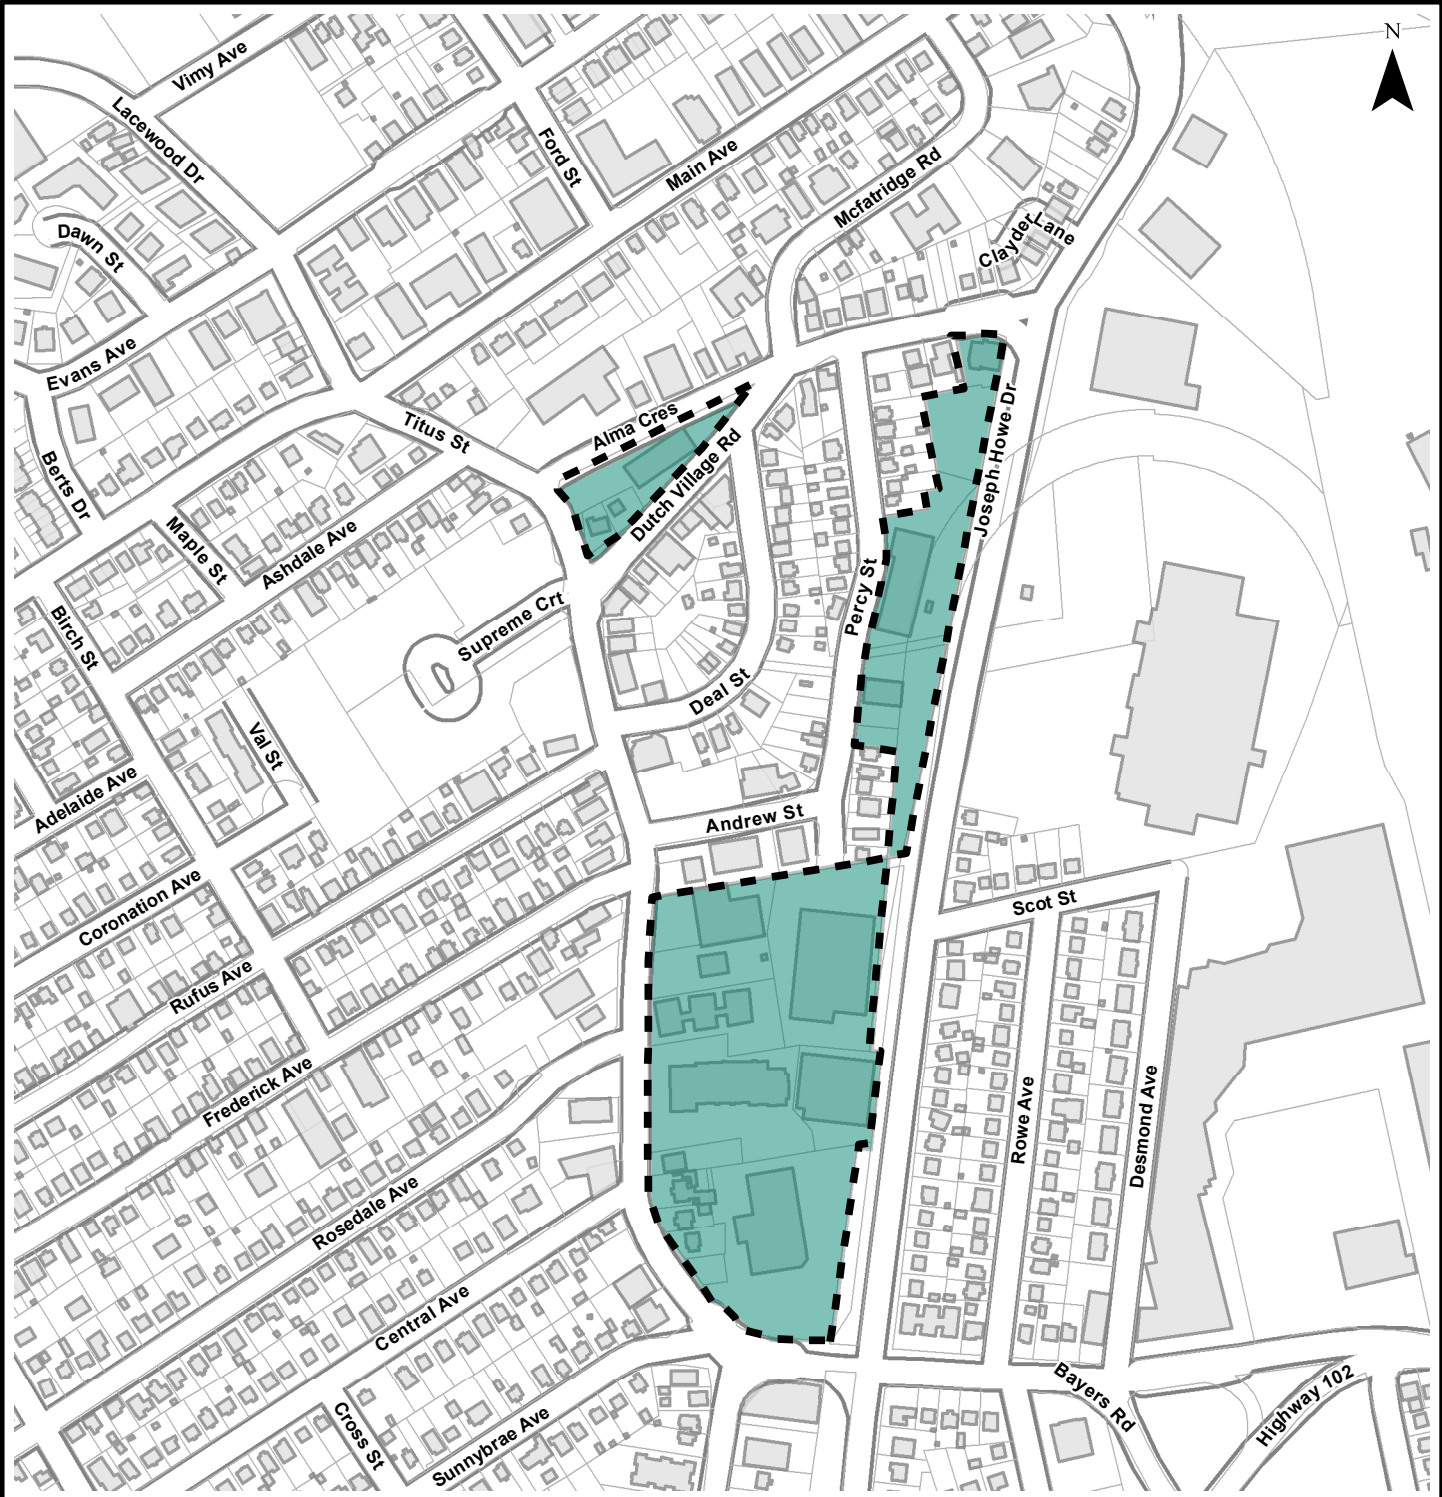 N
Vimy Ave
Lacewood Dr
Ford St
Main Ave
Mcfatridge Rd
Dawn St
Clayder Lane
Evans Ave
Titus St
Alma Cres
Joseph Howe Dr
Dutch Village Rd
Berts Dr
Maple St
Ashdale Ave
Percy St
Birch St
Supreme Crt
Deal St
Val St
Adelaide Ave
Andrew St
Coronation Ave
Scot St
Rufus Ave
Frederick Ave
Rowe Ave
Desmond Ave
Rosedale Ave
Central Ave
Cross St
Sunnybrae Ave
Bayers Rd
Highway 102